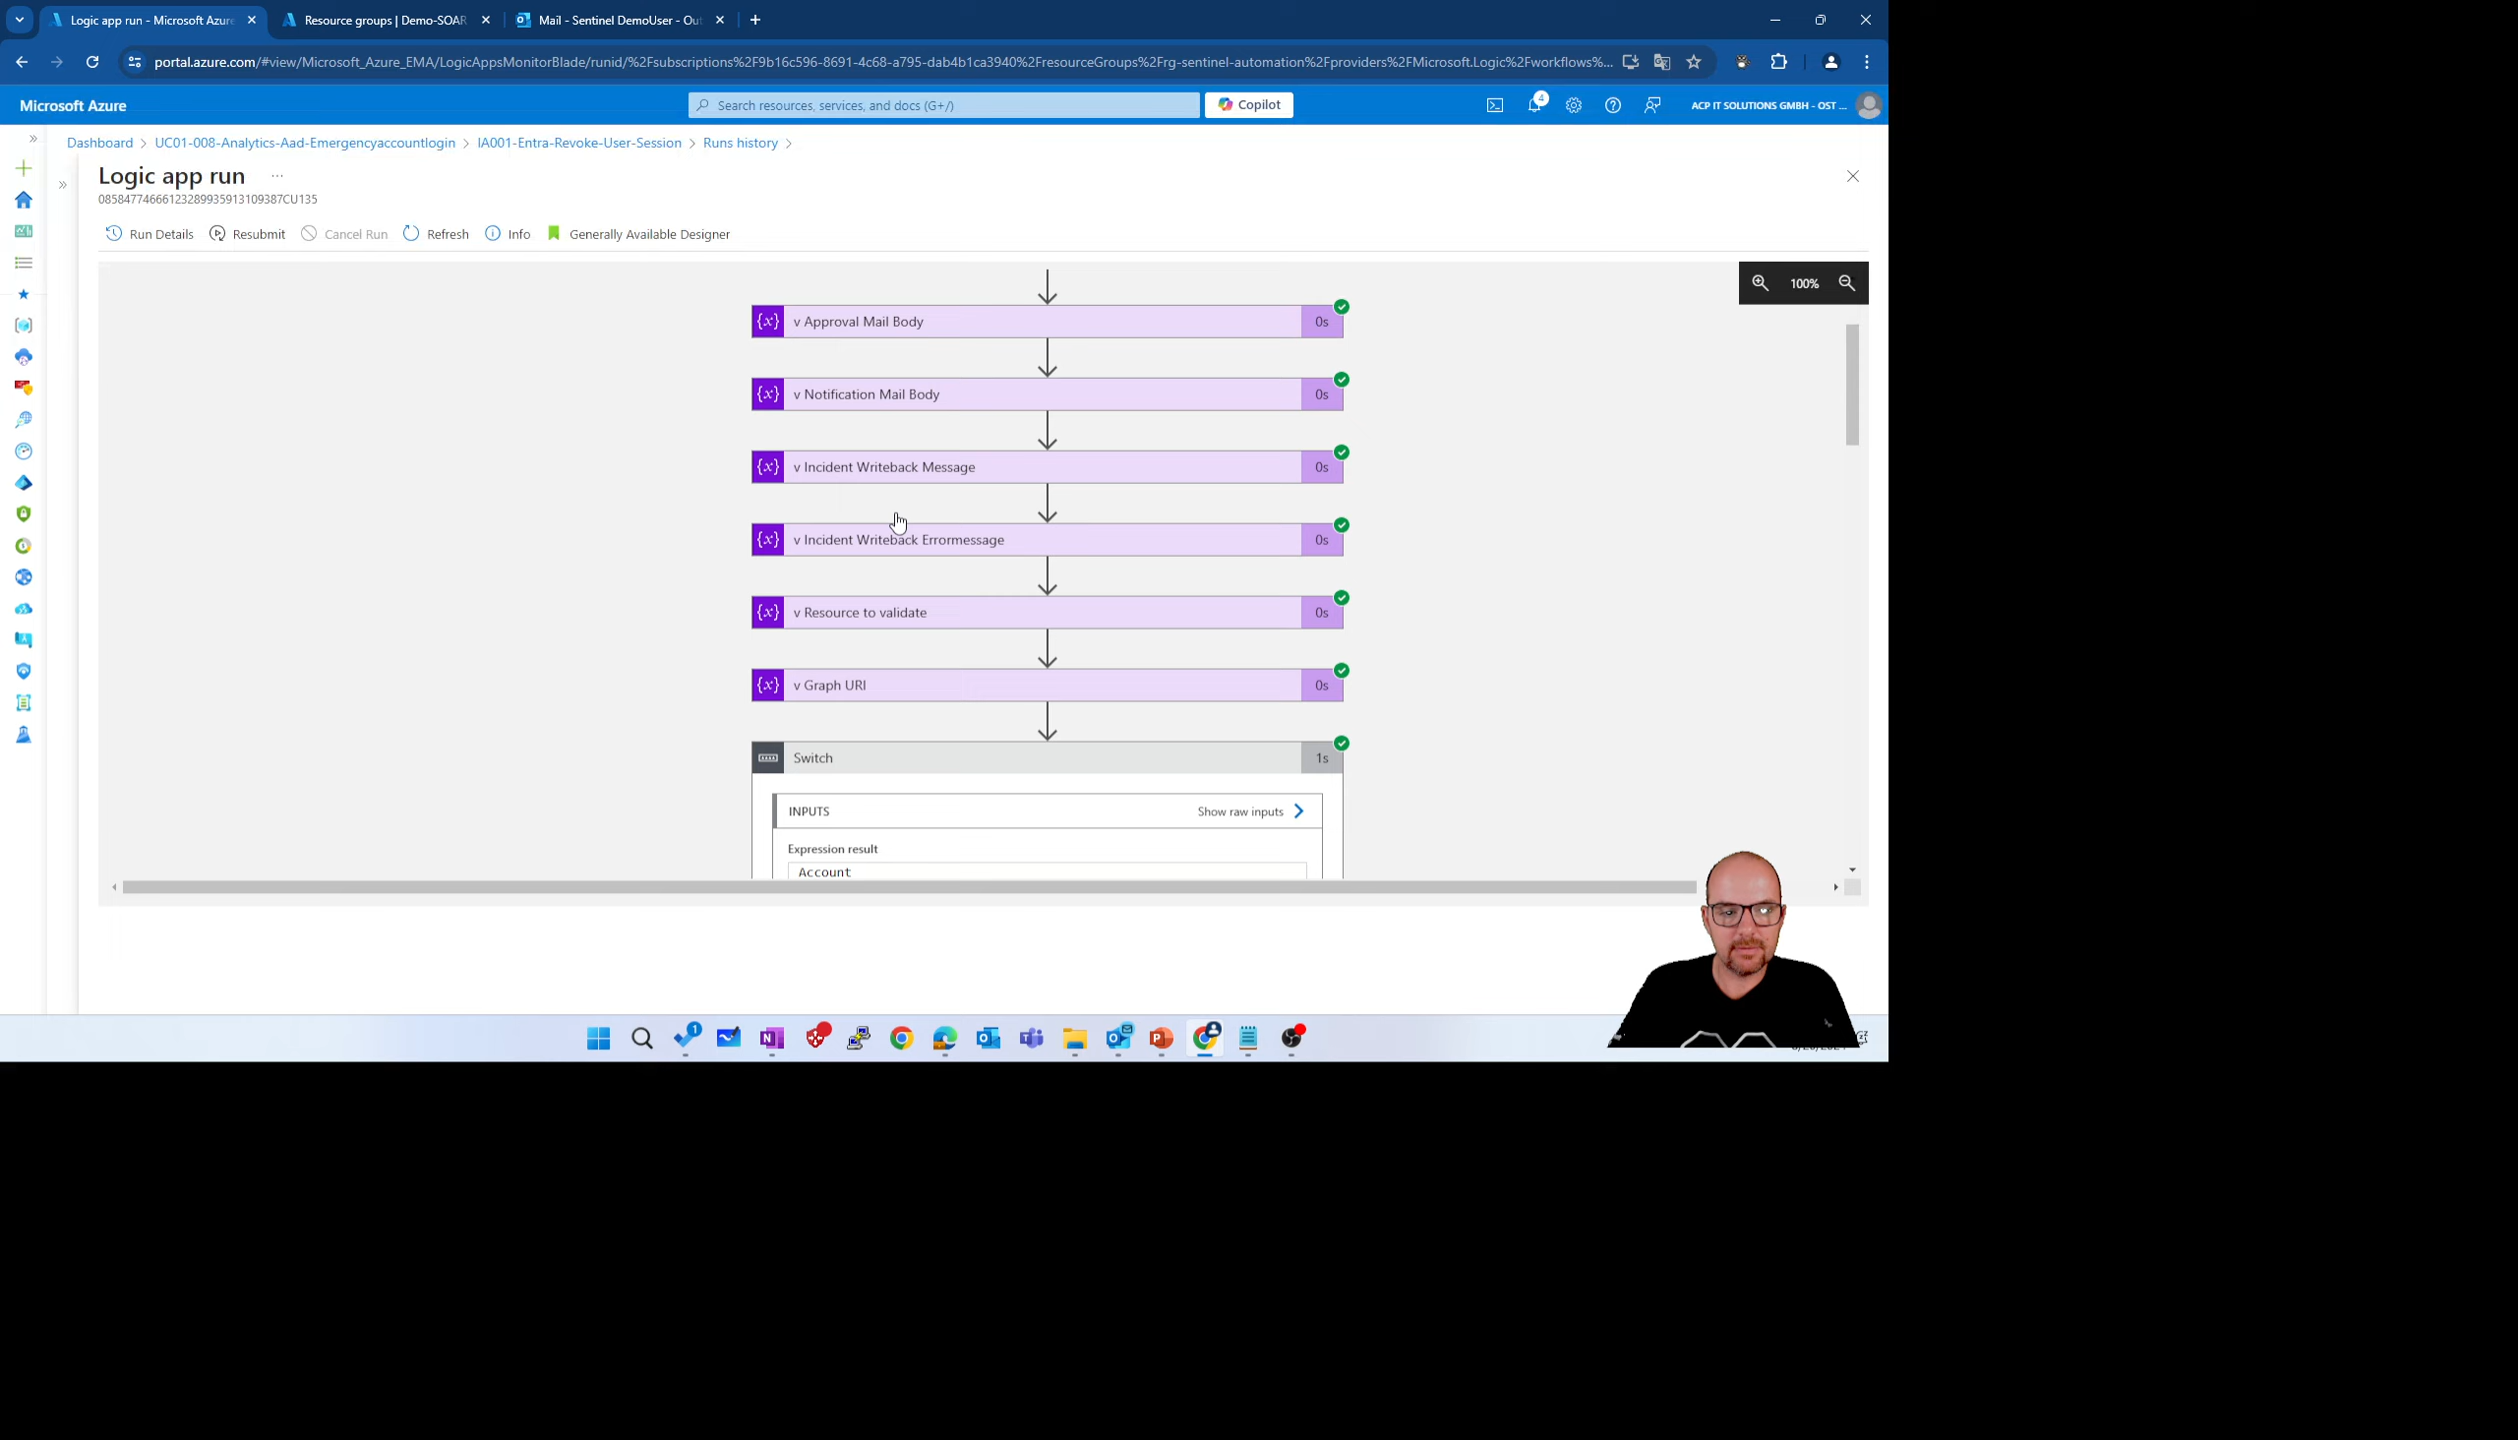 Logic app run - Microsoft Azure
Resource groups | Demo-SOAR
Mail - Sentinel DemoUser - Out
portal.azure.com/#view/Microsoft_Azure_EMA/LogicAppsMonitorBlade/runid/%2Fsubscriptions%2F9b16c596-8691-4c68-a795-dab4b1ca3940%2FresourceGroups%2Frg-sentinel-automation%2Fproviders%2FMicrosoft.Logic%2Fworkflows%...
Microsoft Azure
Search resources, services, and docs (G+/)
Copilot
4
ACP IT SOLUTIONS GMBH - OST ...
Dashboard > UC01-008-Analytics-Aad-Emergencyaccountlogin > IA001-Entra-Revoke-User-Session > Runs history >
Logic app run ...
08584774666123289935913109387CU135
Run Details
Resubmit
Cancel Run
Refresh
Info
Generally Available Designer
100%
{x} v Approval Mail Body 0s
{x} v Notification Mail Body 0s
{x} v Incident Writeback Message 0s
{x} v Incident Writeback Errormessage 0s
{x} v Resource to validate 0s
{x} v Graph URI 0s
Switch 1s
INPUTS
Show raw inputs
Expression result
Account
1